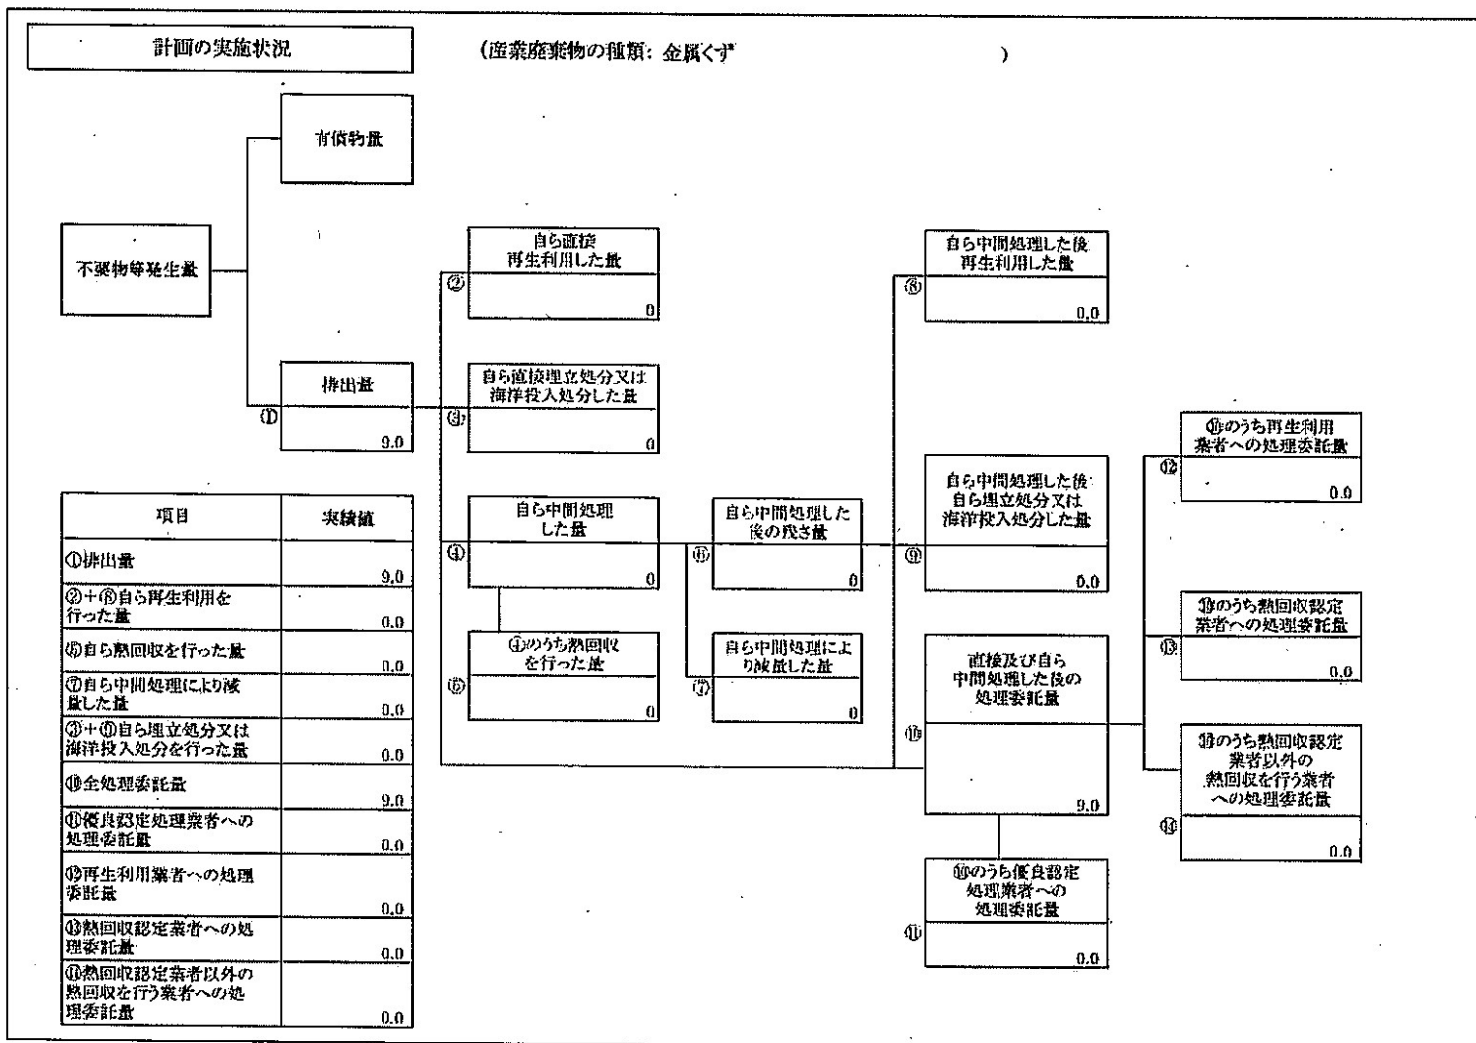 計画の実施状況
(産業廃棄物の種類: 金属くず )
有償物量
不要物等発生量
排出量
①
9.0
自ら直接
再生利用した量
②
0
自ら直接埋立処分又は
海洋投入処分した量
③
0
自ら中間処理
した量
④
0
④のうち熱回収
を行った量
⑤
0
自ら中間処理した
後の残さ量
⑥
0
自ら中間処理によ
り減量した量
⑦
0
自ら中間処理した後
再生利用した量
⑧
0.0
自ら中間処理した後
自ら埋立処分又は
海洋投入処分した量
⑨
0.0
直接及び自ら
中間処理した後の
処理委託量
⑩
9.0
⑩のうち優良認定
処理業者への
処理委託量
⑪
0.0
⑩のうち再生利用
業者への処理委託量
⑫
0.0
⑩のうち熱回収認定
業者への処理委託量
⑬
0.0
⑩のうち熱回収認定
業者以外の
熱回収を行う業者
への処理委託量
⑭
0.0
項目 実績値
①排出量 9.0
②+⑧自ら再生利用を
行った量 0.0
⑤自ら熱回収を行った量 0.0
⑦自ら中間処理により減
量した量 0.0
③+⑨自ら埋立処分又は
海洋投入処分を行った量 0.0
⑩全処理委託量 9.0
⑪優良認定処理業者への
処理委託量 0.0
⑫再生利用業者への処理
委託量 0.0
⑬熱回収認定業者への処
理委託量 0.0
⑭熱回収認定業者以外の
熱回収を行う業者への処
理委託量 0.0